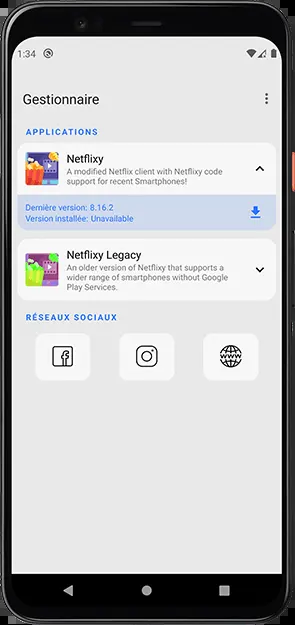 1:34
Gestionnaire
APPLICATIONS
Netflixy
A modified Netflix client with Netflixy code
support for recent Smartphones!
Dernière version: 8.16.2
Version installée: Unavailable
Netflixy Legacy
An older version of Netflixy that supports a
wider range of smartphones without Google
Play Services.
RÉSEAUX SOCIAUX
WWW